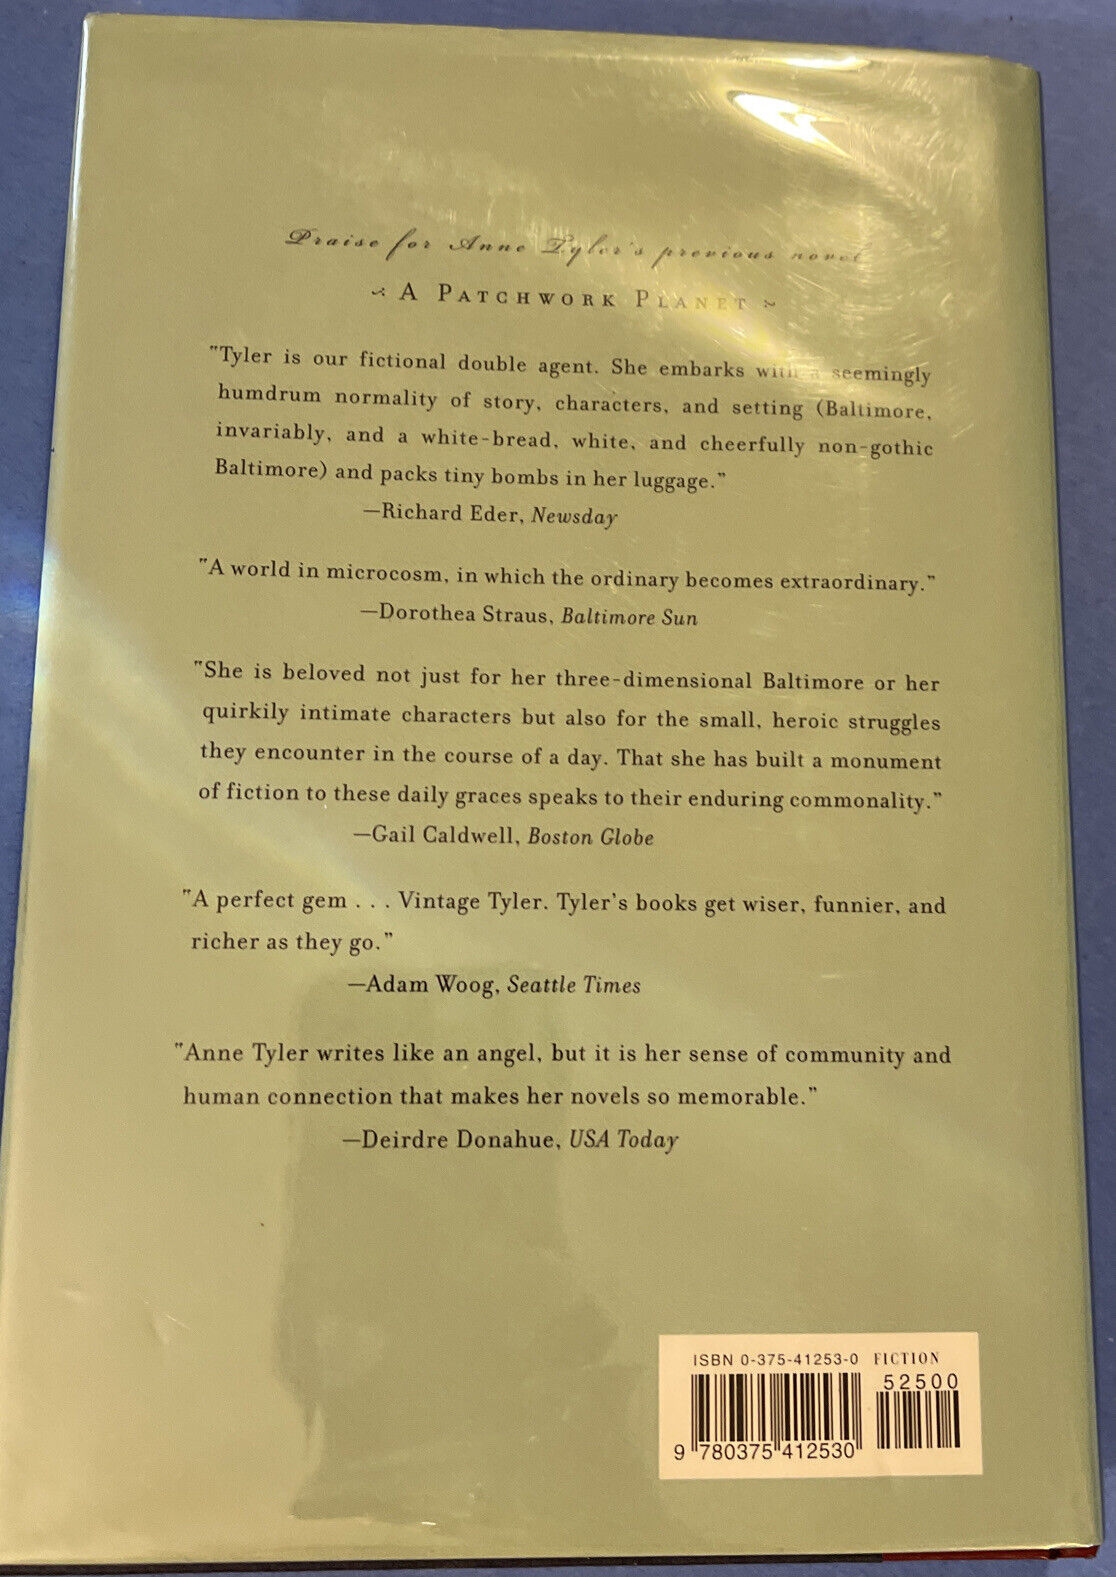 Praise for Anne Tyler's previous novel
A PATCHWORK PLANET
"Tyler is our fictional double agent. She embarks with a seemingly
humdrum normality of story, characters, and setting (Baltimore,
invariably, and a white-bread, white, and cheerfully non-gothic
Baltimore) and packs tiny bombs in her luggage."
—Richard Eder, Newsday
"A world in microcosm, in which the ordinary becomes extraordinary."
—Dorothea Straus, Baltimore Sun
"She is beloved not just for her three-dimensional Baltimore or her
quirkily intimate characters but also for the small, heroic struggles
they encounter in the course of a day. That she has built a monument
of fiction to these daily graces speaks to their enduring commonality."
—Gail Caldwell, Boston Globe
"A perfect gem . . . Vintage Tyler. Tyler's books get wiser, funnier, and
richer as they go."
—Adam Woog, Seattle Times
"Anne Tyler writes like an angel, but it is her sense of community and
human connection that makes her novels so memorable."
—Deirdre Donahue, USA Today
ISBN 0-375-41253-0 FICTION
52500
9 780375 412530